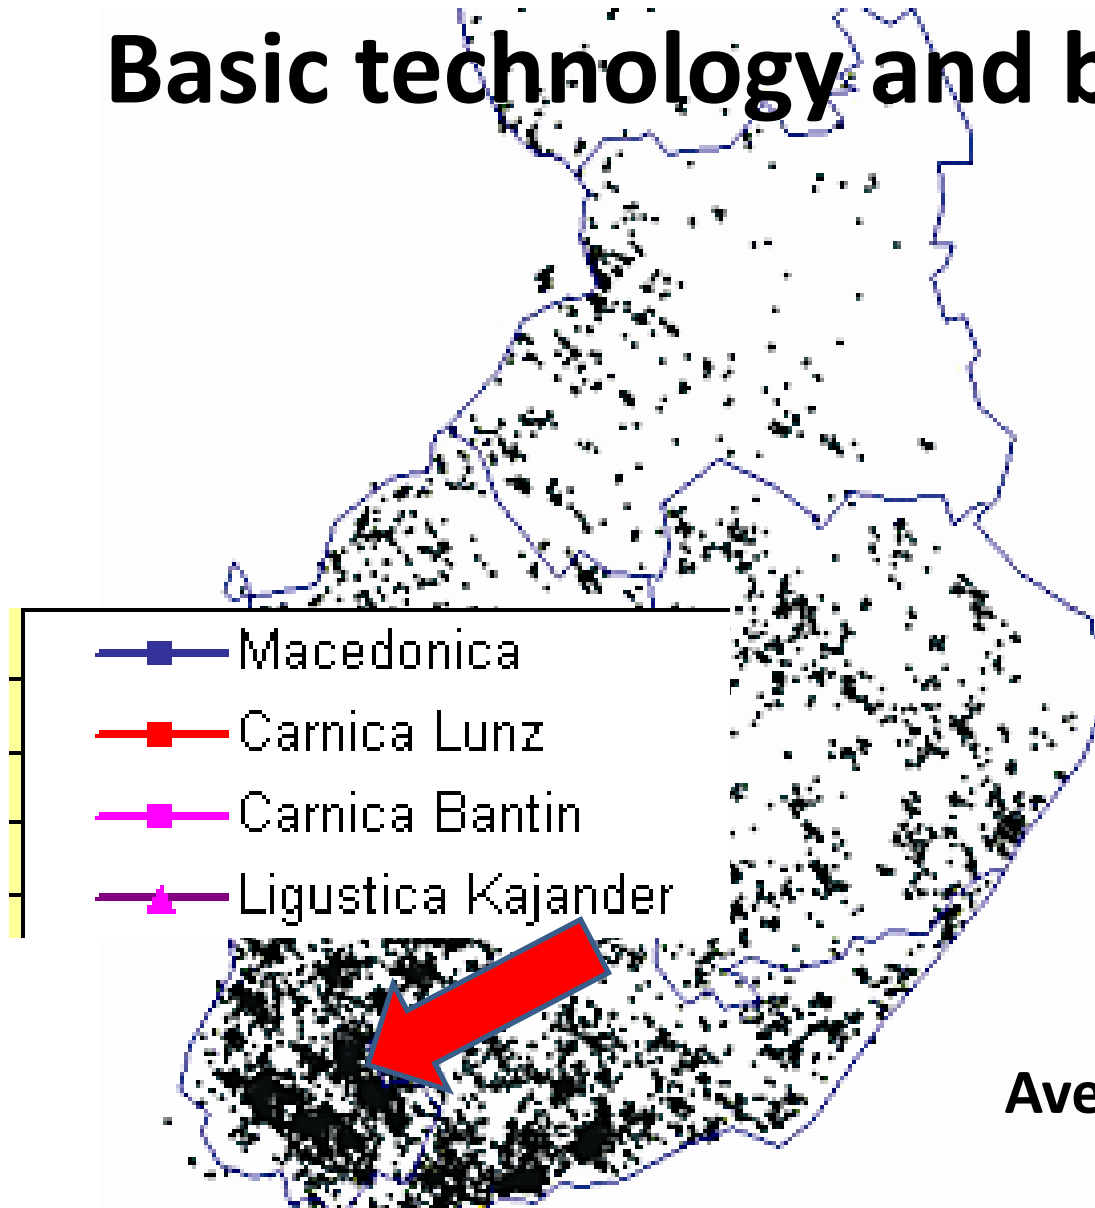 Basic technology and b
Macedonica
Carnica Lunz
Carnica Bantin
Ligustica Kajander
Ave